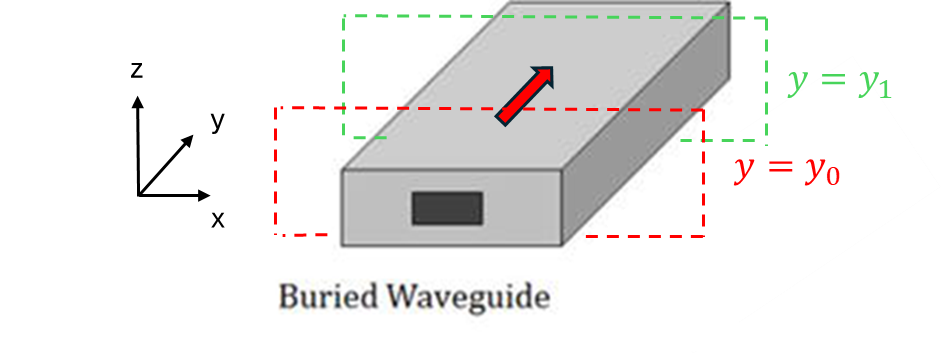 z
y
x
y = y₁
y = y₀
Buried Waveguide